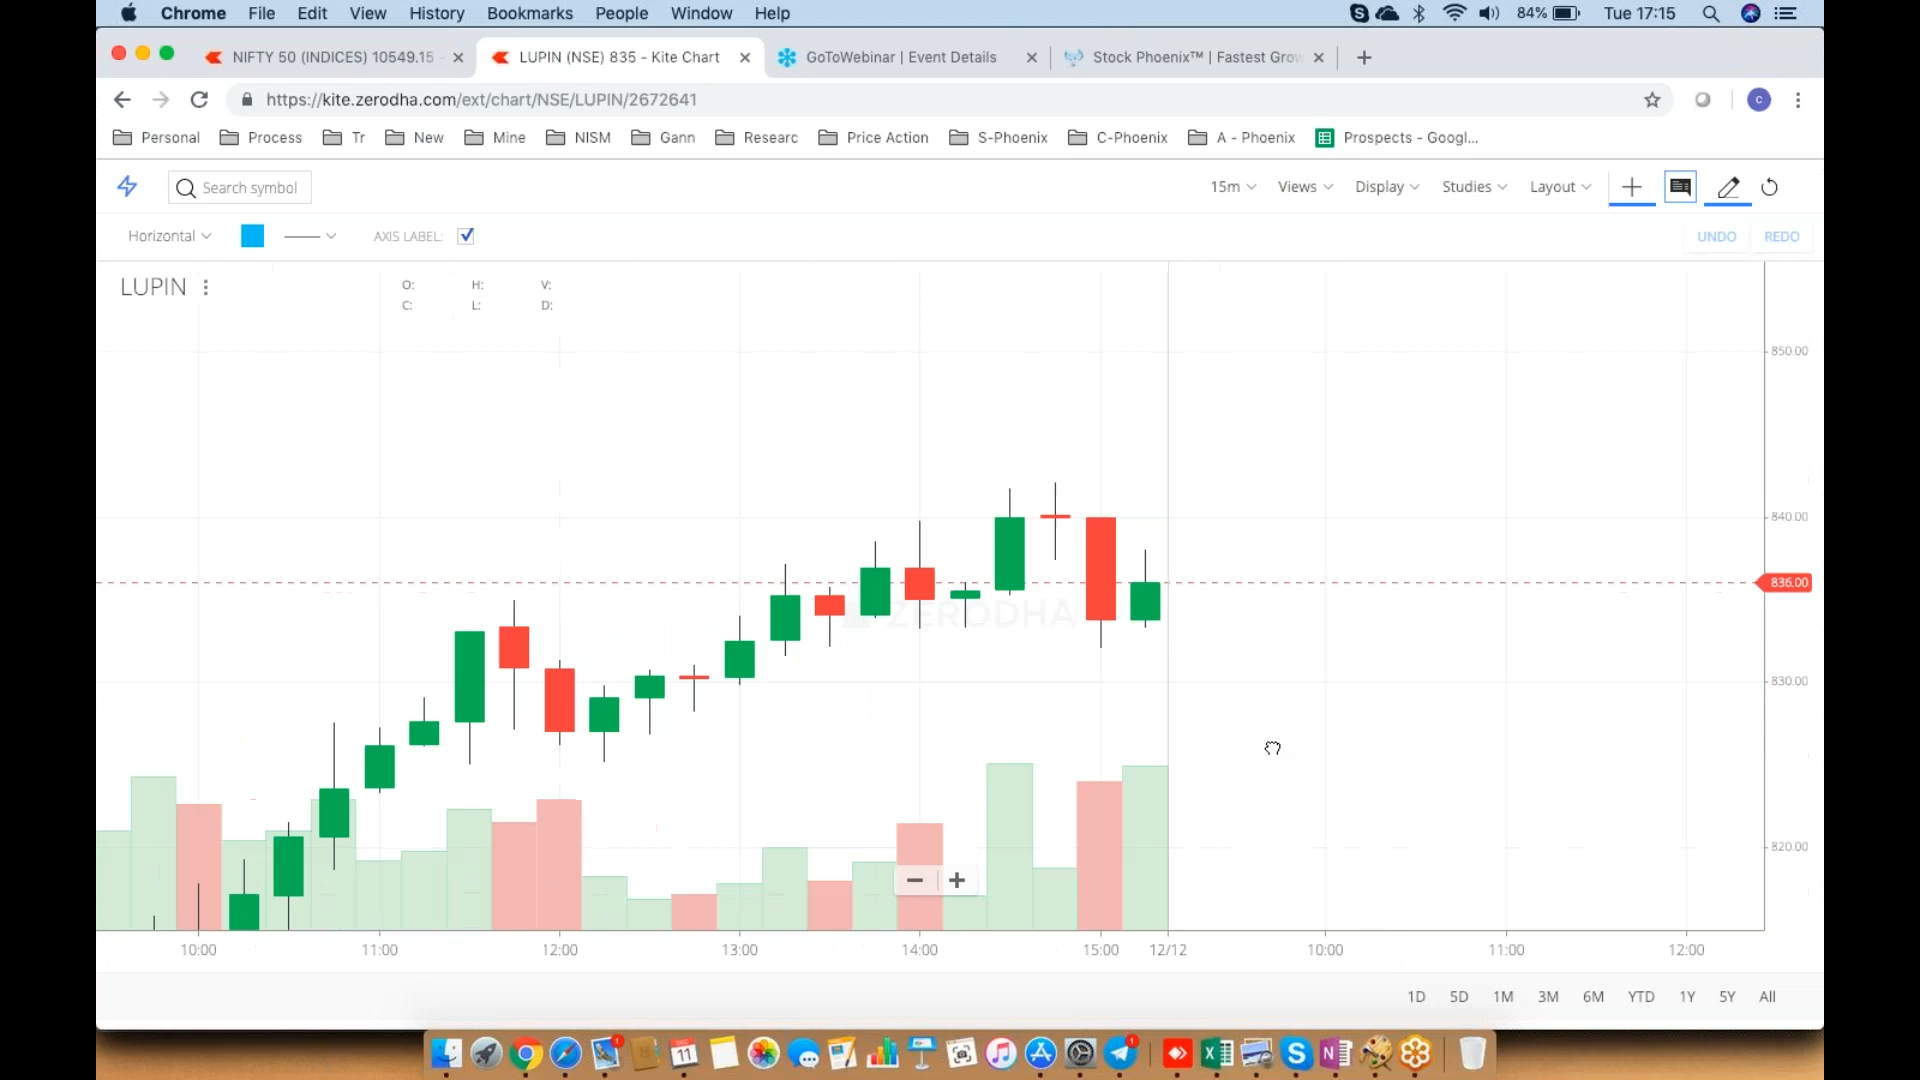 Chrome File Edit View History Bookmarks People Window Help 84% Tue 17:15
NIFTY 50 (INDICES) 10549.15 LUPIN (NSE) 835 - Kite Chart GoToWebinar | Event Details Stock Phoenix™ | Fastest Grow
https://kite.zerodha.com/ext/chart/NSE/LUPIN/2672641 c
Personal Process Tr New Mine NISM Gann Researc Price Action S-Phoenix C-Phoenix A - Phoenix Prospects - Googl...
Search symbol 15m Views Display Studies Layout
Horizontal AXIS LABEL: UNDO REDO
LUPIN O: H: V:
C: L: D:
850.00
840.00
836.00
ZERODHA
830.00
820.00
10:00 11:00 12:00 13:00 14:00 15:00 12/12 10:00 11:00 12:00
1D 5D 1M 3M 6M YTD 1Y 5Y All
1 11 1